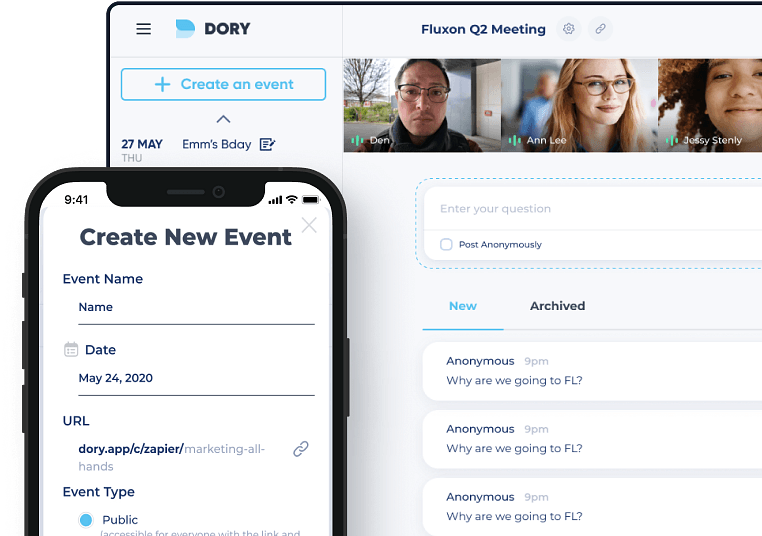 DORY
Fluxon Q2 Meeting
Create an event
27 MAY
THU
Emm's Bday
Den
Ann Lee
Jessy Stenly
Enter your question
Post Anonymously
New
Archived
Anonymous 9pm
Why are we going to FL?
Anonymous 9pm
Why are we going to FL?
Anonymous 9pm
Why are we going to FL?
9:41
Create New Event
Event Name
Name
Date
May 24, 2020
URL
dory.app/c/zapier/marketing-all-
hands
Event Type
Public
(accessible for everyone with the link and